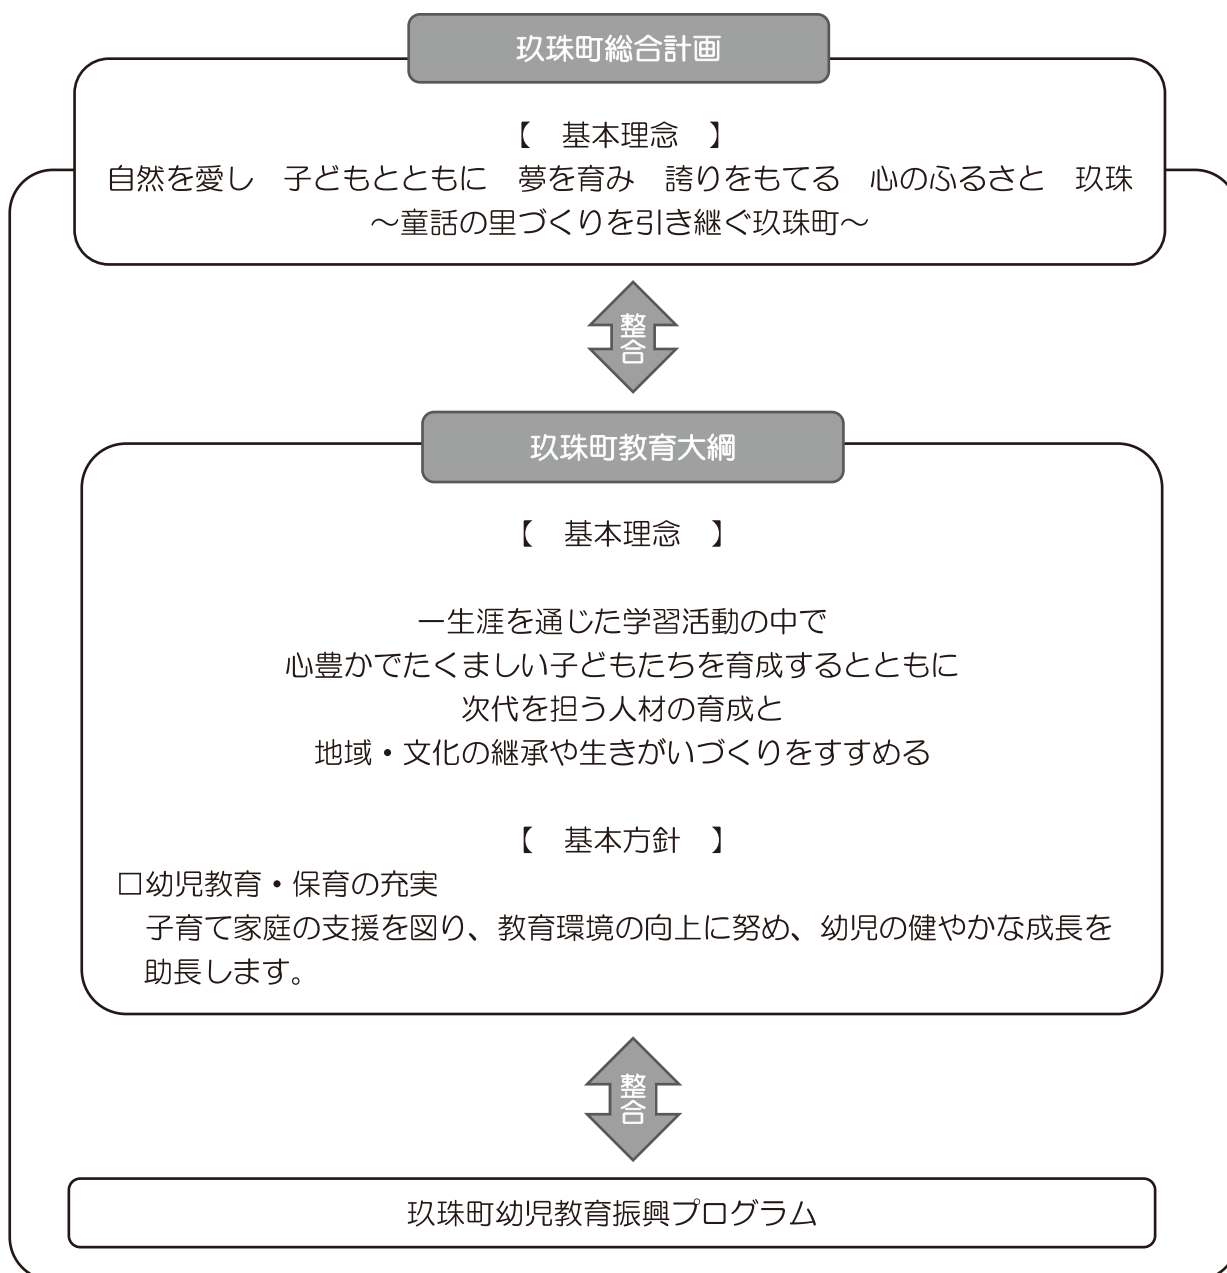 玖珠町総合計画
【　基本理念　】
自然を愛し　子どもとともに　夢を育み　誇りをもてる　心のふるさと　玖珠
～童話の里づくりを引き継ぐ玖珠町～
整合
玖珠町教育大綱
【　基本理念　】
一生涯を通じた学習活動の中で
心豊かでたくましい子どもたちを育成するとともに
次代を担う人材の育成と
地域・文化の継承や生きがいづくりをすすめる
【　基本方針　】
□幼児教育・保育の充実
子育て家庭の支援を図り、教育環境の向上に努め、幼児の健やかな成長を
助長します。
整合
玖珠町幼児教育振興プログラム